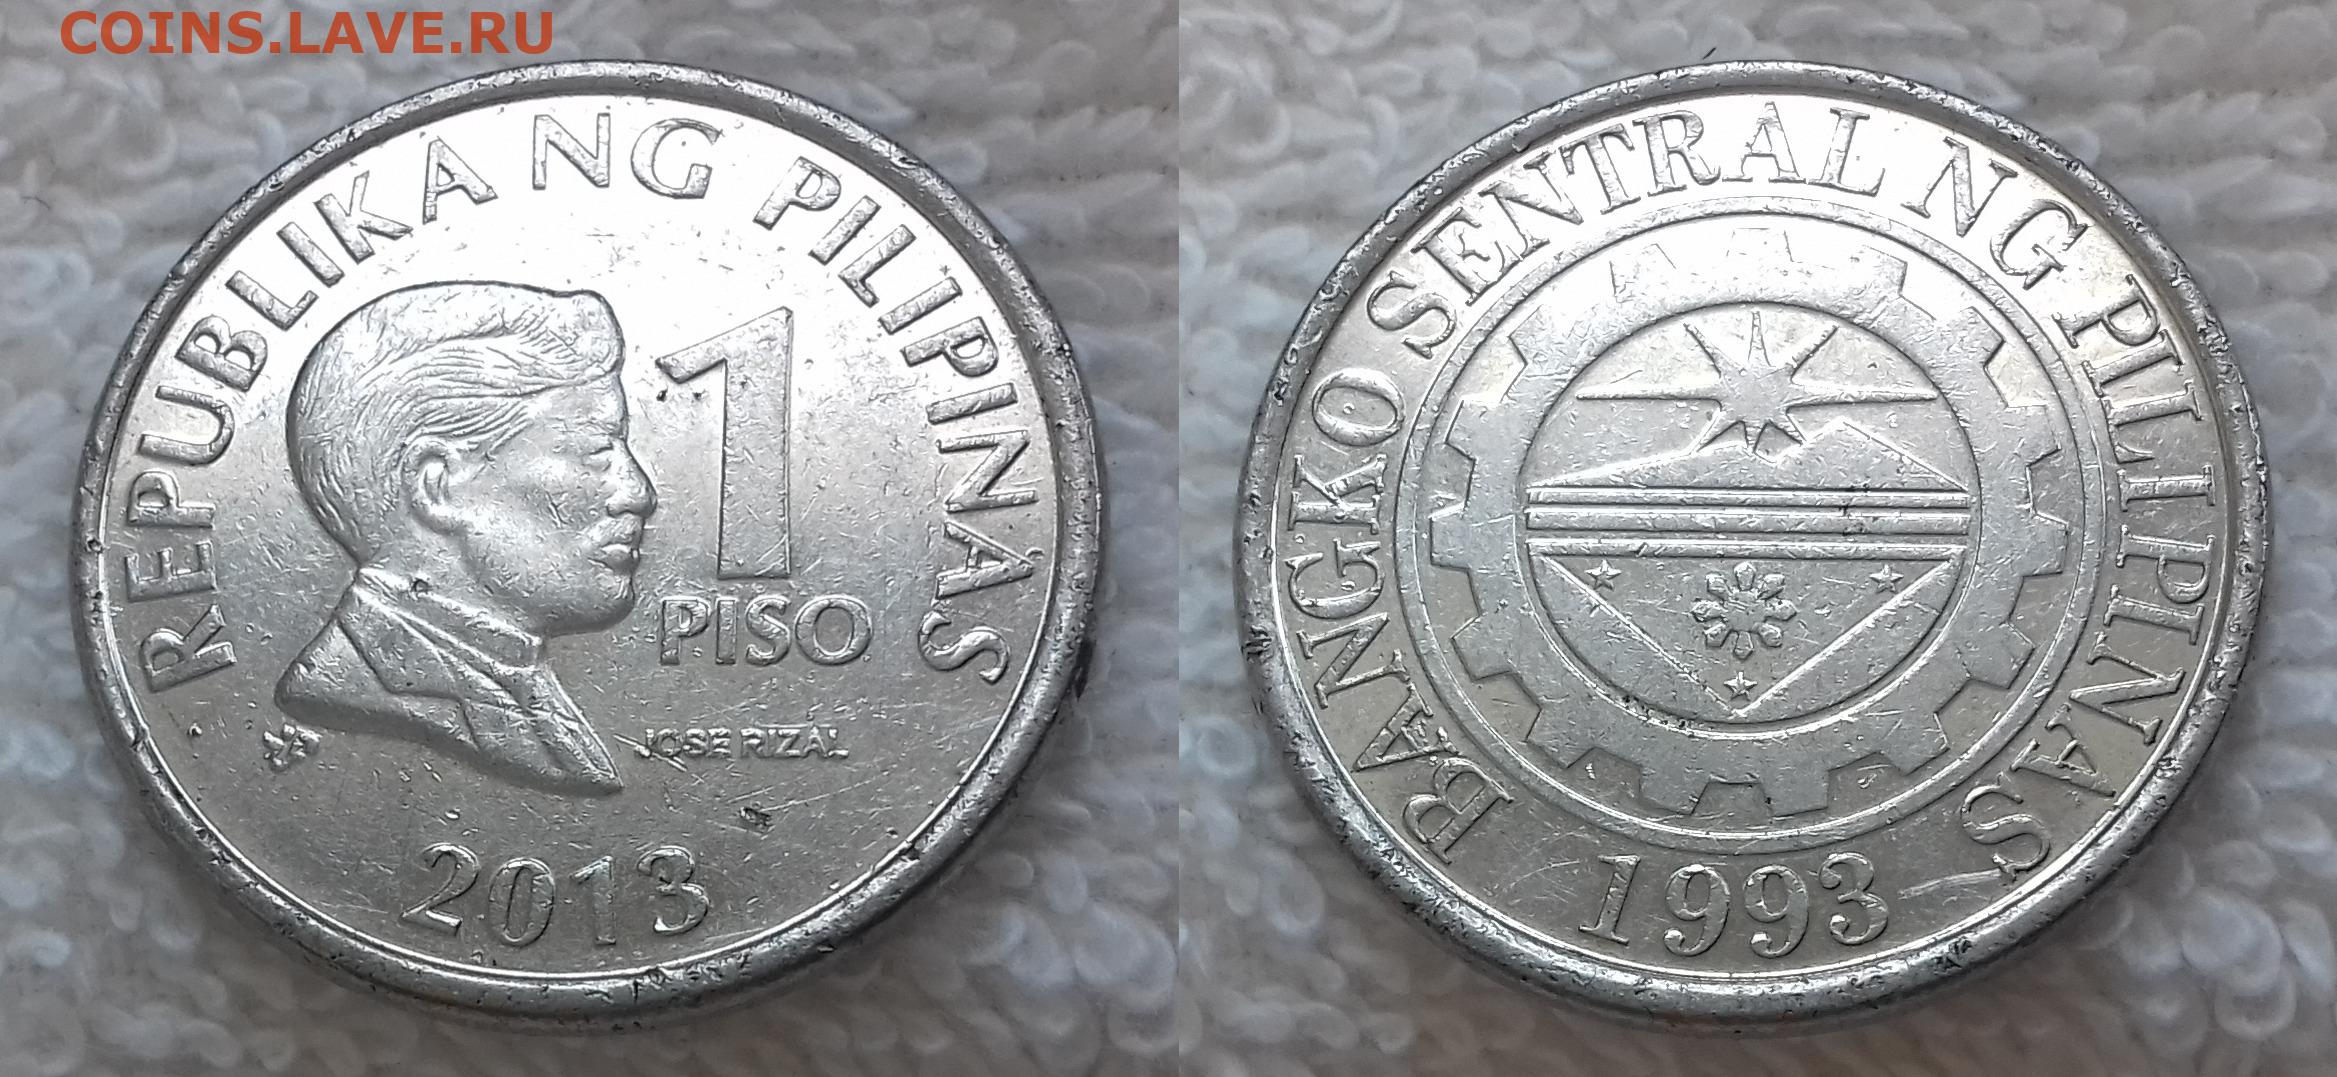 COINS.LAVE.RU
REPUBLIKA NG PILIPINAS
1
PISO
JOSE RIZAL
2013
BANGKO SENTRAL NG PILIPINAS
1993